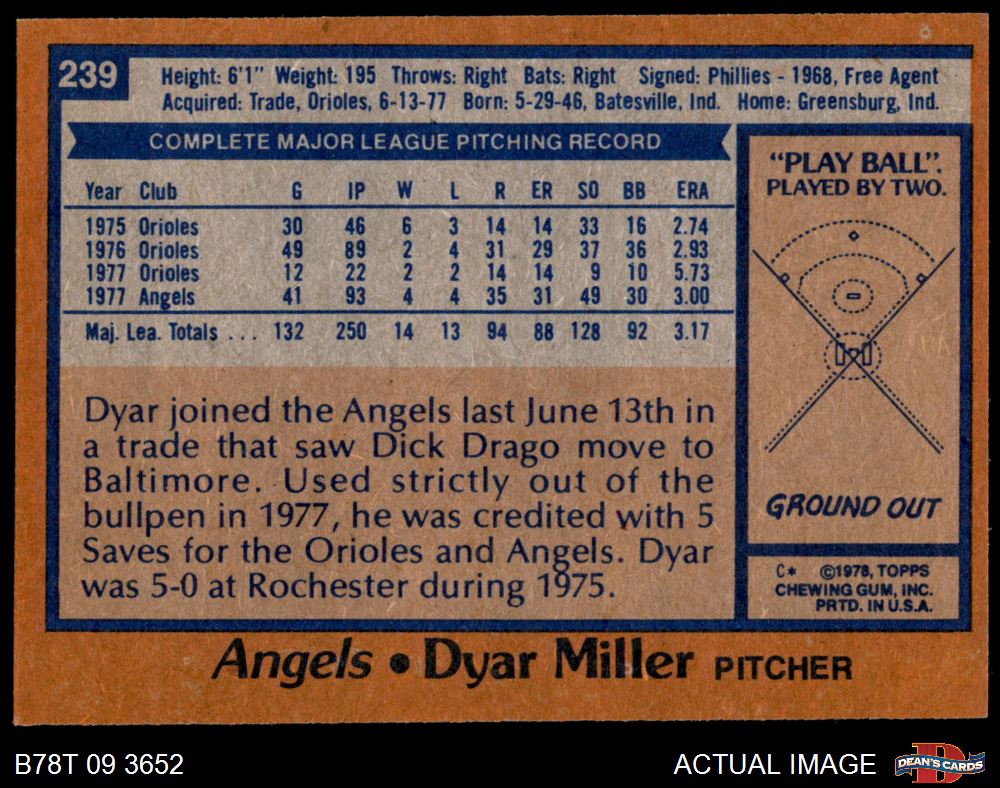 239
Height: 6'1" Weight: 195 Throws: Right Bats: Right Signed: Phillies - 1968, Free Agent
Acquired: Trade, Orioles, 6-13-77 Born: 5-29-46, Batesville, Ind. Home: Greensburg, Ind.
COMPLETE MAJOR LEAGUE PITCHING RECORD
Year Club G IP W L R ER SO BB ERA
1975 Orioles 30 46 6 3 14 14 33 16 2.74
1976 Orioles 49 89 2 4 31 29 37 36 2.93
1977 Orioles 12 22 2 2 14 14 9 10 5.73
1977 Angels 41 93 4 4 35 31 49 30 3.00
Maj. Lea. Totals ... 132 250 14 13 94 88 128 92 3.17
Dyar joined the Angels last June 13th in
a trade that saw Dick Drago move to
Baltimore. Used strictly out of the
bullpen in 1977, he was credited with 5
Saves for the Orioles and Angels. Dyar
was 5-0 at Rochester during 1975.
"PLAY BALL".
PLAYED BY TWO.
GROUND OUT
C* ©1978, TOPPS
CHEWING GUM, INC.
PRTD. IN U.S.A.
Angels • Dyar Miller PITCHER
B78T 09 3652
ACTUAL IMAGE
D
DEAN'S CARDS